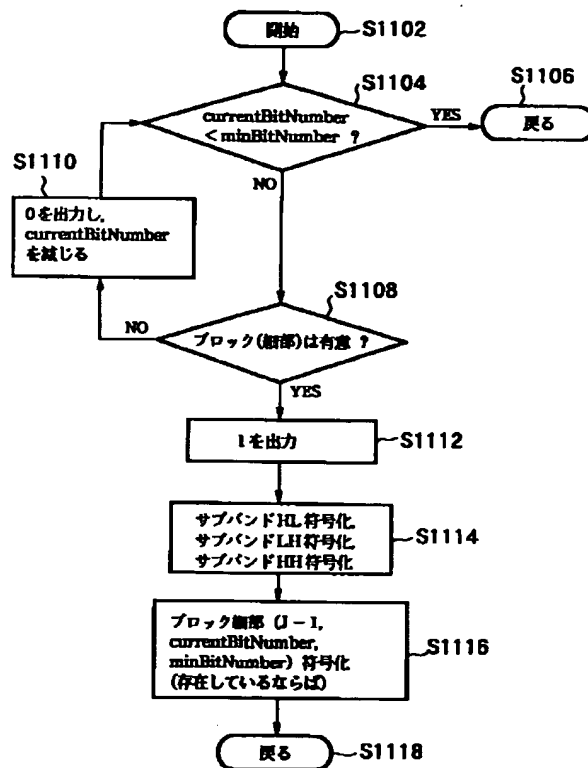 開始
S1102
S1104
currentBitNumber
< minBitNumber ?
YES
S1106
戻る
S1110
0を出力し,
currentBitNumber
を減じる
NO
S1108
NO
ブロック(細部)は有意 ?
YES
1を出力
S1112
サブバンドHL符号化,
サブバンドLH符号化,
サブバンドHH符号化
S1114
ブロック細部 (J-1,
currentBitNumber,
minBitNumber) 符号化
(存在しているならば)
S1116
戻る
S1118